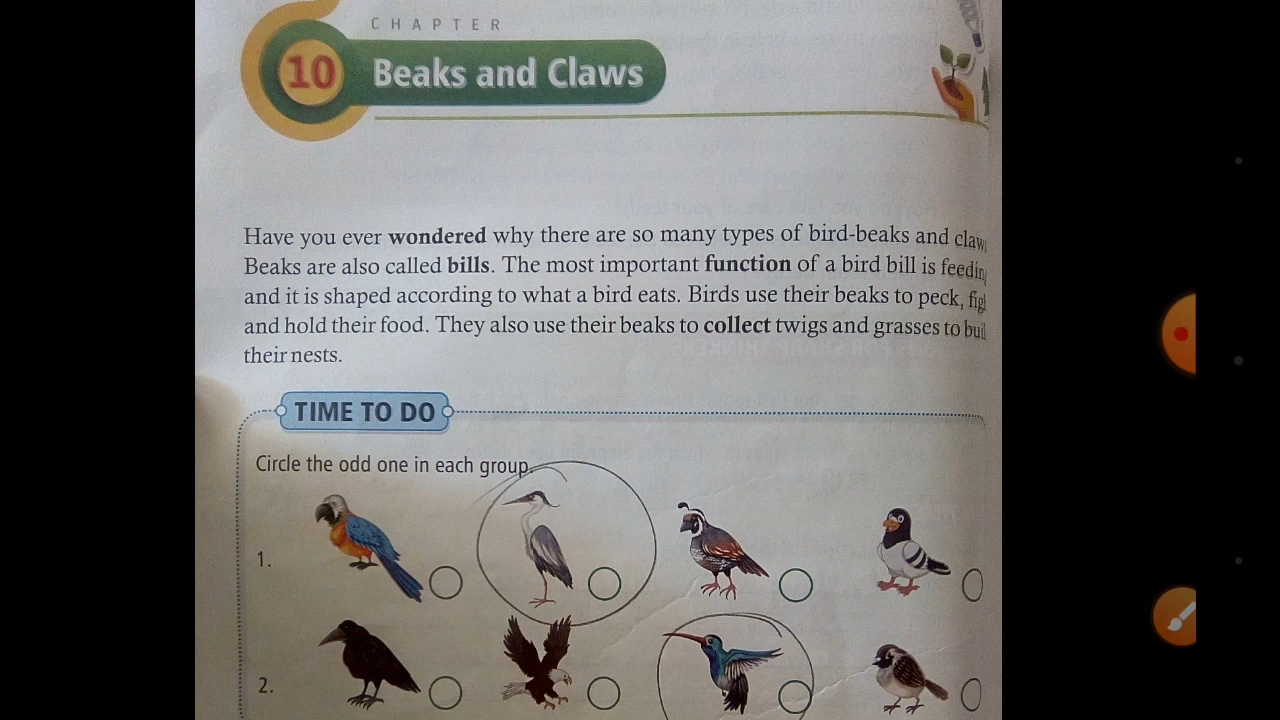 CHAPTER
10 Beaks and Claws
Have you ever wondered why there are so many types of bird-beaks and
Beaks are also called bills. The most important function of a bird bill is
and it is shaped according to what a bird eats. Birds use their beaks to peck,
and hold their food. They also use their beaks to collect twigs and grasses to
their nests.
TIME TO DO
Circle the odd one in each group.
1.
2.